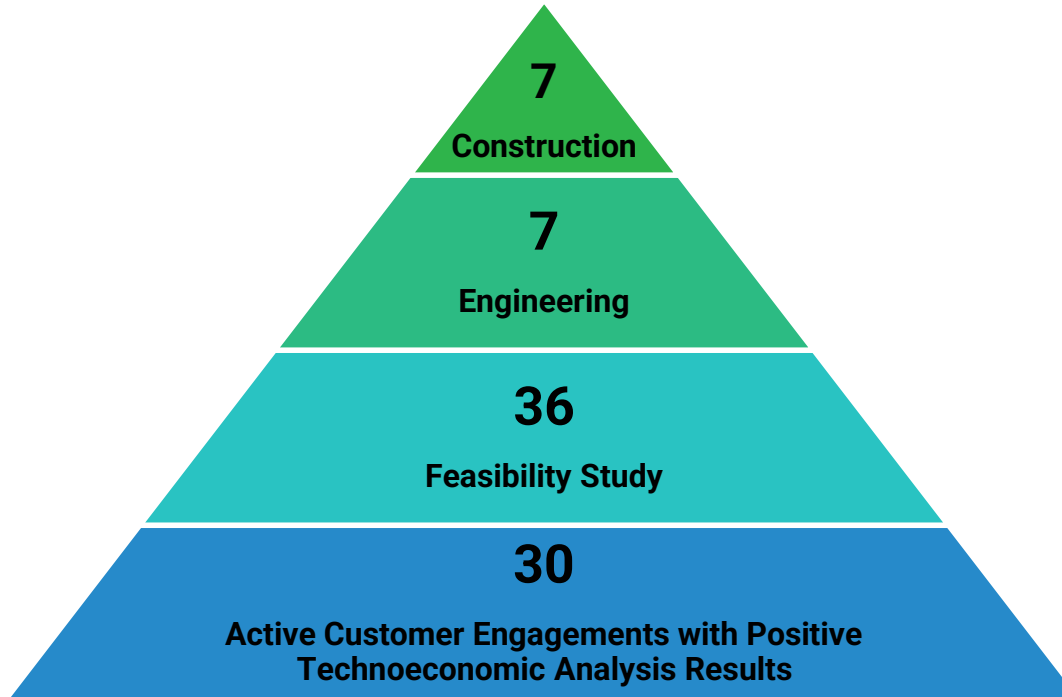 7
Construction
7
Engineering
36
Feasibility Study
30
Active Customer Engagements with Positive
Technoeconomic Analysis Results